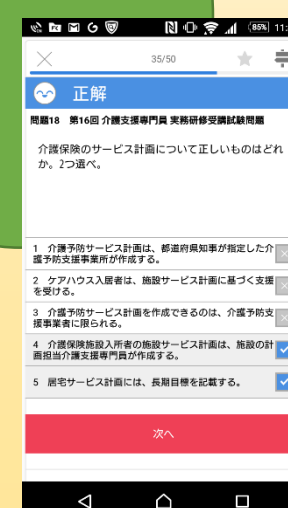 85% 11:
35/50
正解
問題18 第16回 介護支援専門員 実務研修受講試験問題
介護保険のサービス計画について正しいものはどれ
か。2つ選べ。
1 介護予防サービス計画は、都道府県知事が指定した介
護予防支援事業所が作成する。
2 ケアハウス入居者は、施設サービス計画に基づく支援
を受ける。
3 介護予防サービス計画を作成できるのは、介護予防支
援事業者に限られる。
4 介護保険施設入所者の施設サービス計画は、施設の計
画担当介護支援専門員が作成する。
5 居宅サービス計画には、長期目標を記載する。
次へ